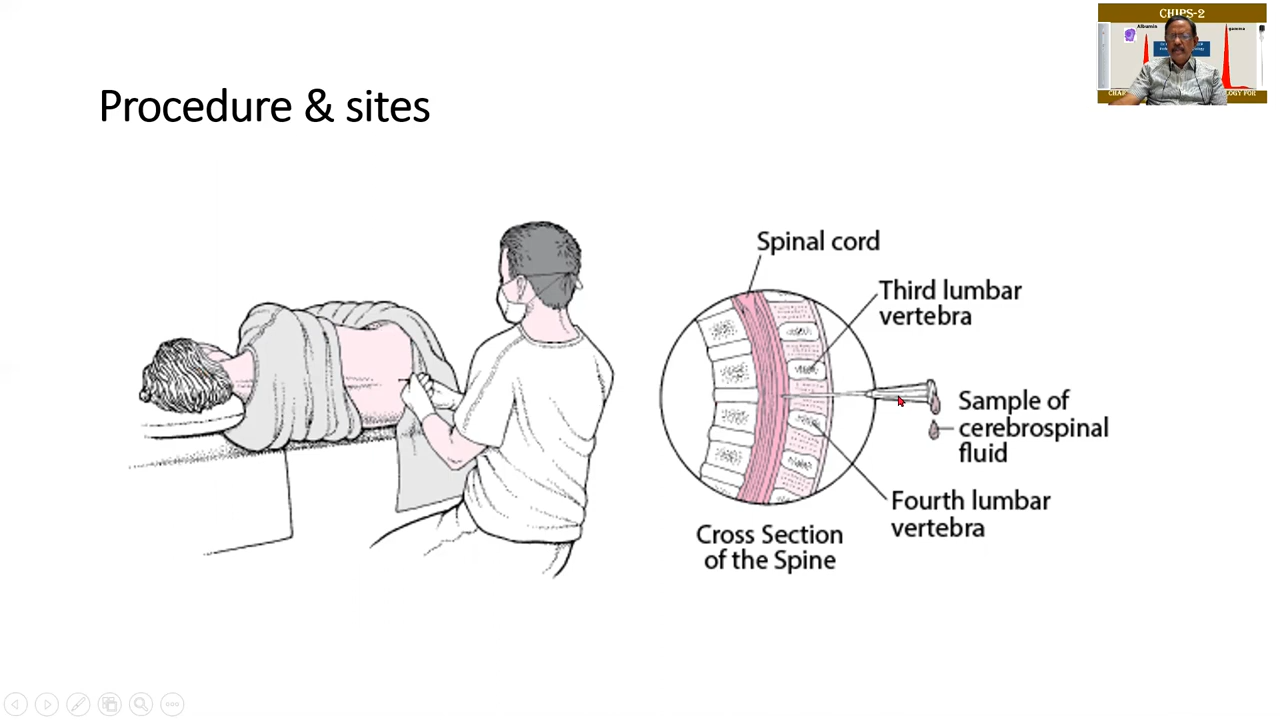 CHIPS-2
Albumin
gamma
Procedure & sites
Spinal cord
Third lumbar
vertebra
Sample of
cerebrospinal
fluid
Fourth lumbar
vertebra
Cross Section
of the Spine